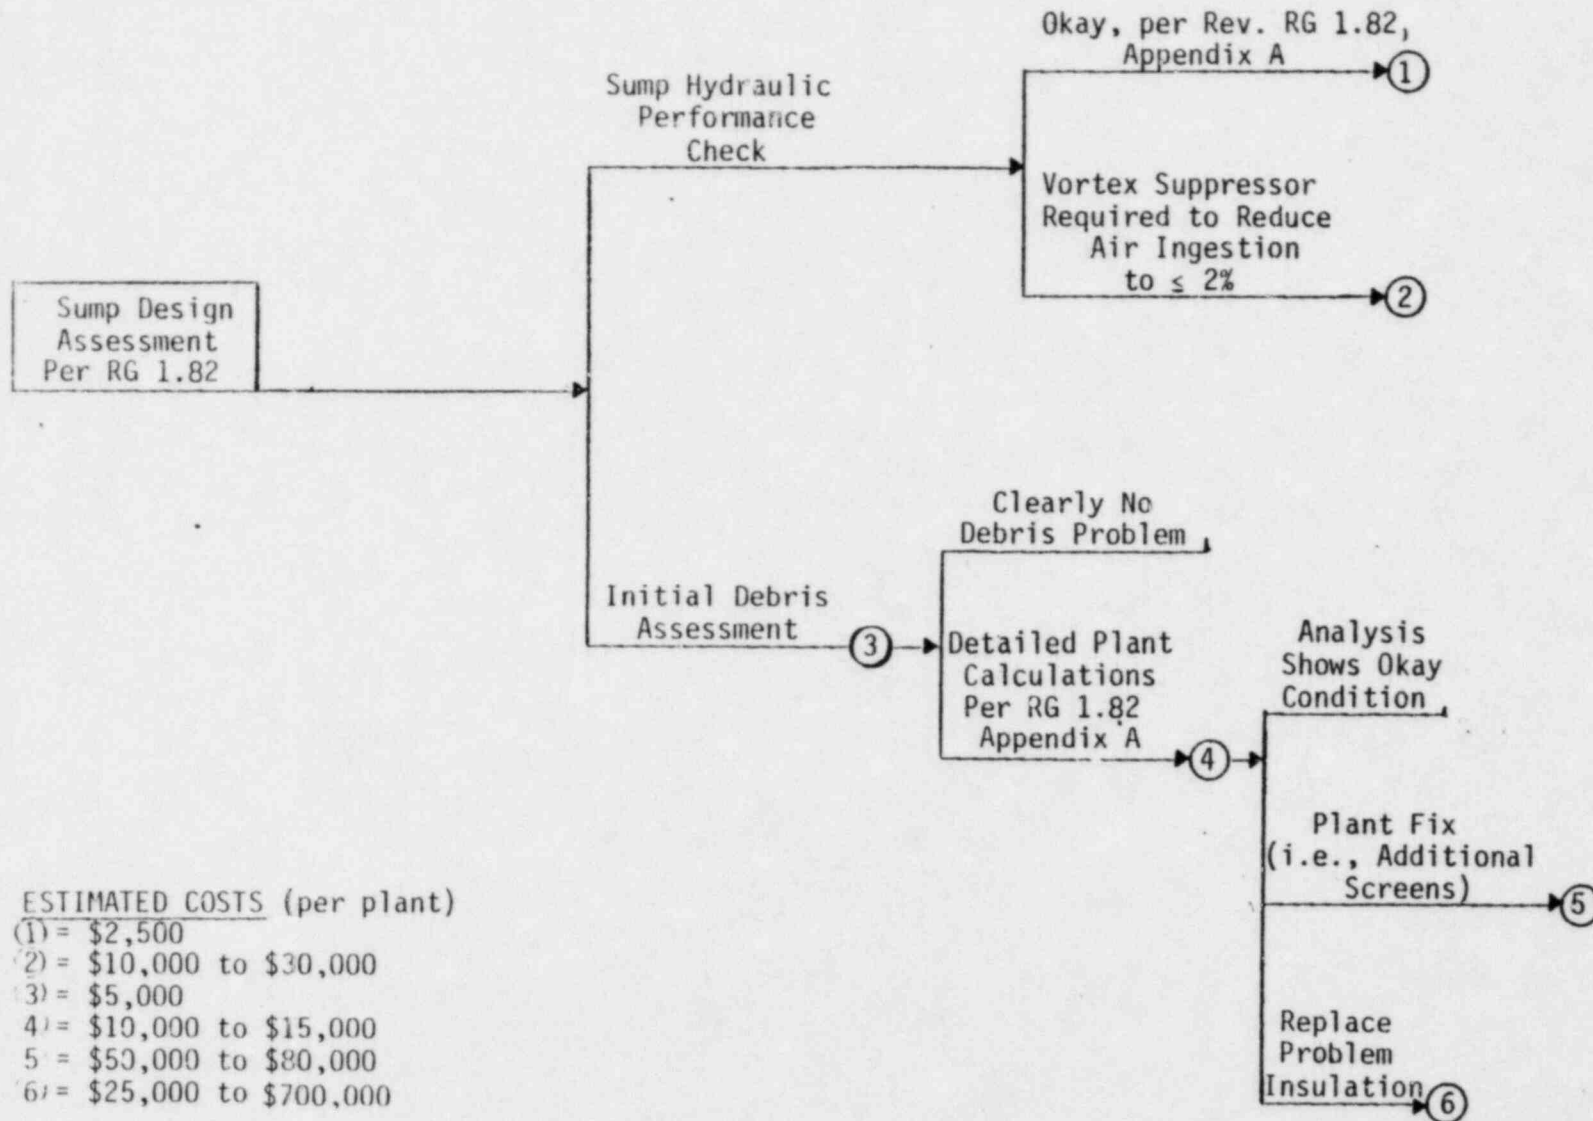 Okay, per Rev. RG 1.82,
Appendix A
1
Sump Hydraulic
Performance
Check
Vortex Suppressor
Required to Reduce
Air Ingestion
to ≤ 2%
2
Sump Design
Assessment
Per RG 1.82
Clearly No
Debris Problem
Initial Debris
Assessment
3
Detailed Plant
Calculations
Per RG 1.82
Appendix A
4
Analysis
Shows Okay
Condition
Plant Fix
(i.e., Additional
Screens)
5
Replace
Problem
Insulation
6
ESTIMATED COSTS (per plant)
(1) = $2,500
2) = $10,000 to $30,000
3) = $5,000
4) = $10,000 to $15,000
5 = $50,000 to $80,000
6) = $25,000 to $700,000